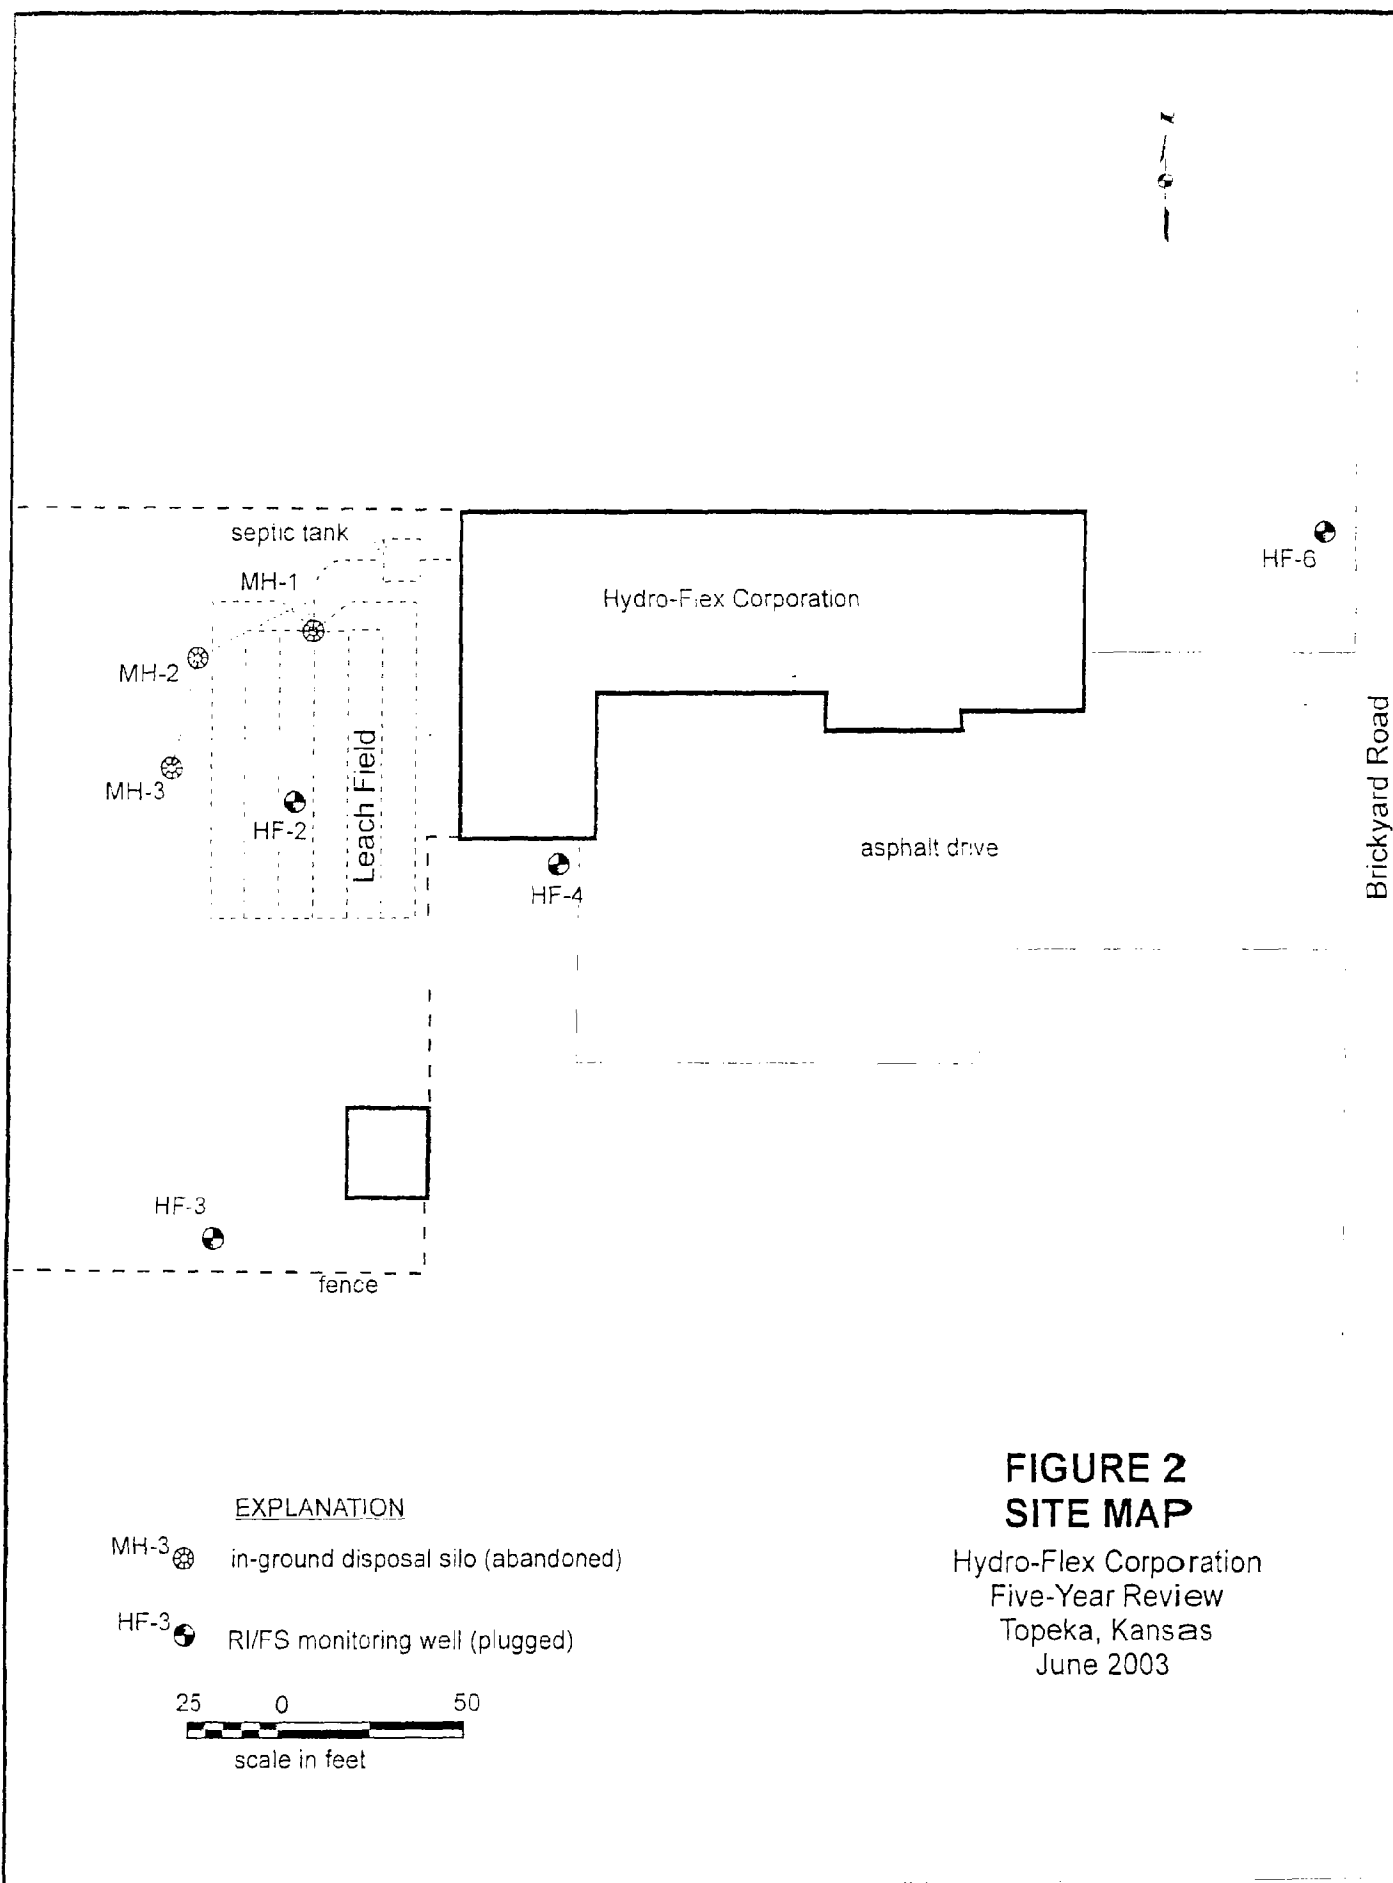 N
septic tank
MH-1
HF-6
Hydro-Flex Corporation
MH-2
MH-3
HF-2
Leach Field
Brickyard Road
asphalt drive
HF-4
HF-3
fence
FIGURE 2
SITE MAP
Hydro-Flex Corporation
Five-Year Review
Topeka, Kansas
June 2003
EXPLANATION
MH-3 in-ground disposal silo (abandoned)
HF-3 RI/FS monitoring well (plugged)
25 0 50
scale in feet